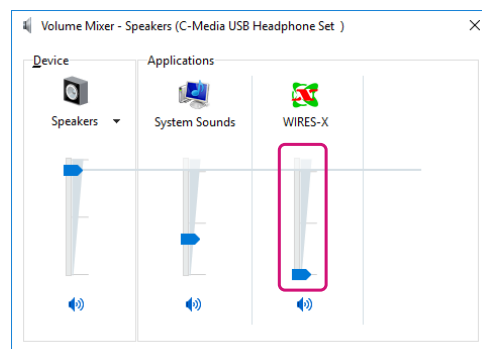 Volume Mixer - Speakers (C-Media USB Headphone Set )
Device
Applications
Speakers
System Sounds
WIRES-X